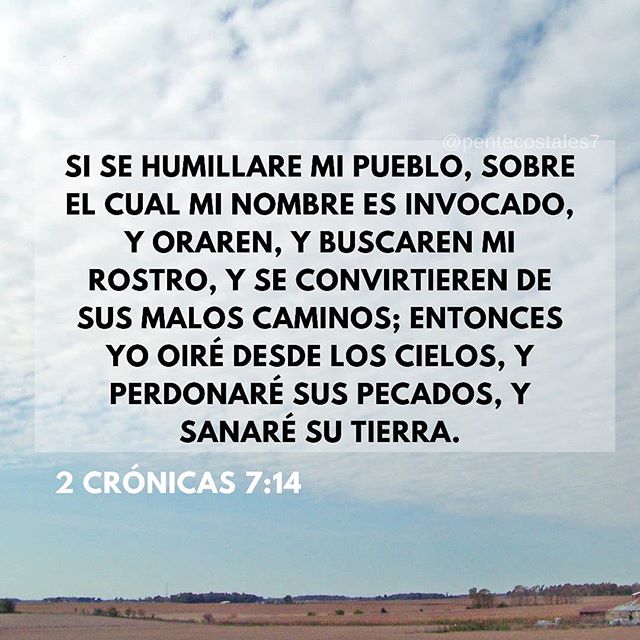 @pentecostales7
SI SE HUMILLARE MI PUEBLO, SOBRE
EL CUAL MI NOMBRE ES INVOCADO,
Y ORAREN, Y BUSCAREN MI
ROSTRO, Y SE CONVIRTIEREN DE
SUS MALOS CAMINOS; ENTONCES
YO OIRÉ DESDE LOS CIELOS, Y
PERDONARÉ SUS PECADOS, Y
SANARÉ SU TIERRA.
2 CRÓNICAS 7:14